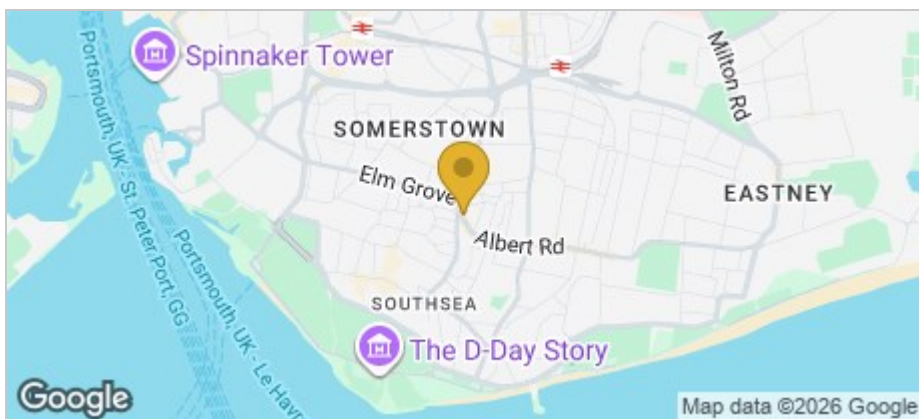 Spinnaker Tower
Milton Rd
SOMERSTOWN
Elm Grove
EASTNEY
Albert Rd
Portsmouth, UK - St. Peter Port, GG
Portsmouth, UK - Le Havr
SOUTHSEA
The D-Day Story
Google
Map data ©2026 Google